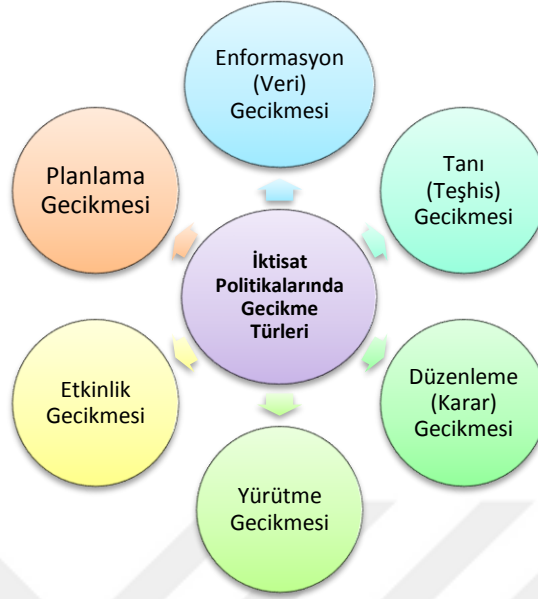 Enformasyon
(Veri)
Gecikmesi
Tanı
(Teşhis)
Gecikmesi
Düzenleme
(Karar)
Gecikmesi
Yürütme
Gecikmesi
Etkinlik
Gecikmesi
Planlama
Gecikmesi
İktisat
Politikalarında
Gecikme
Türleri